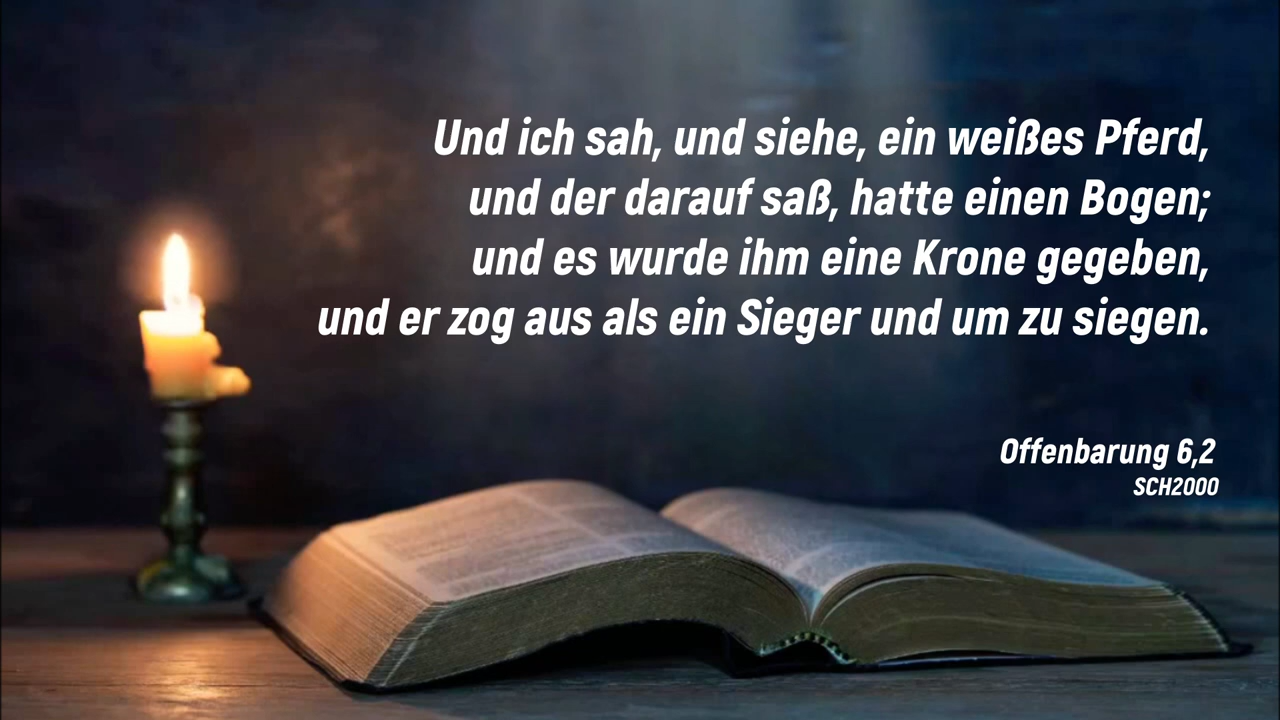 Und ich sah, und siehe, ein weißes Pferd,
und der darauf saß, hatte einen Bogen;
und es wurde ihm eine Krone gegeben,
und er zog aus als ein Sieger und um zu siegen.
Offenbarung 6,2
SCH2000